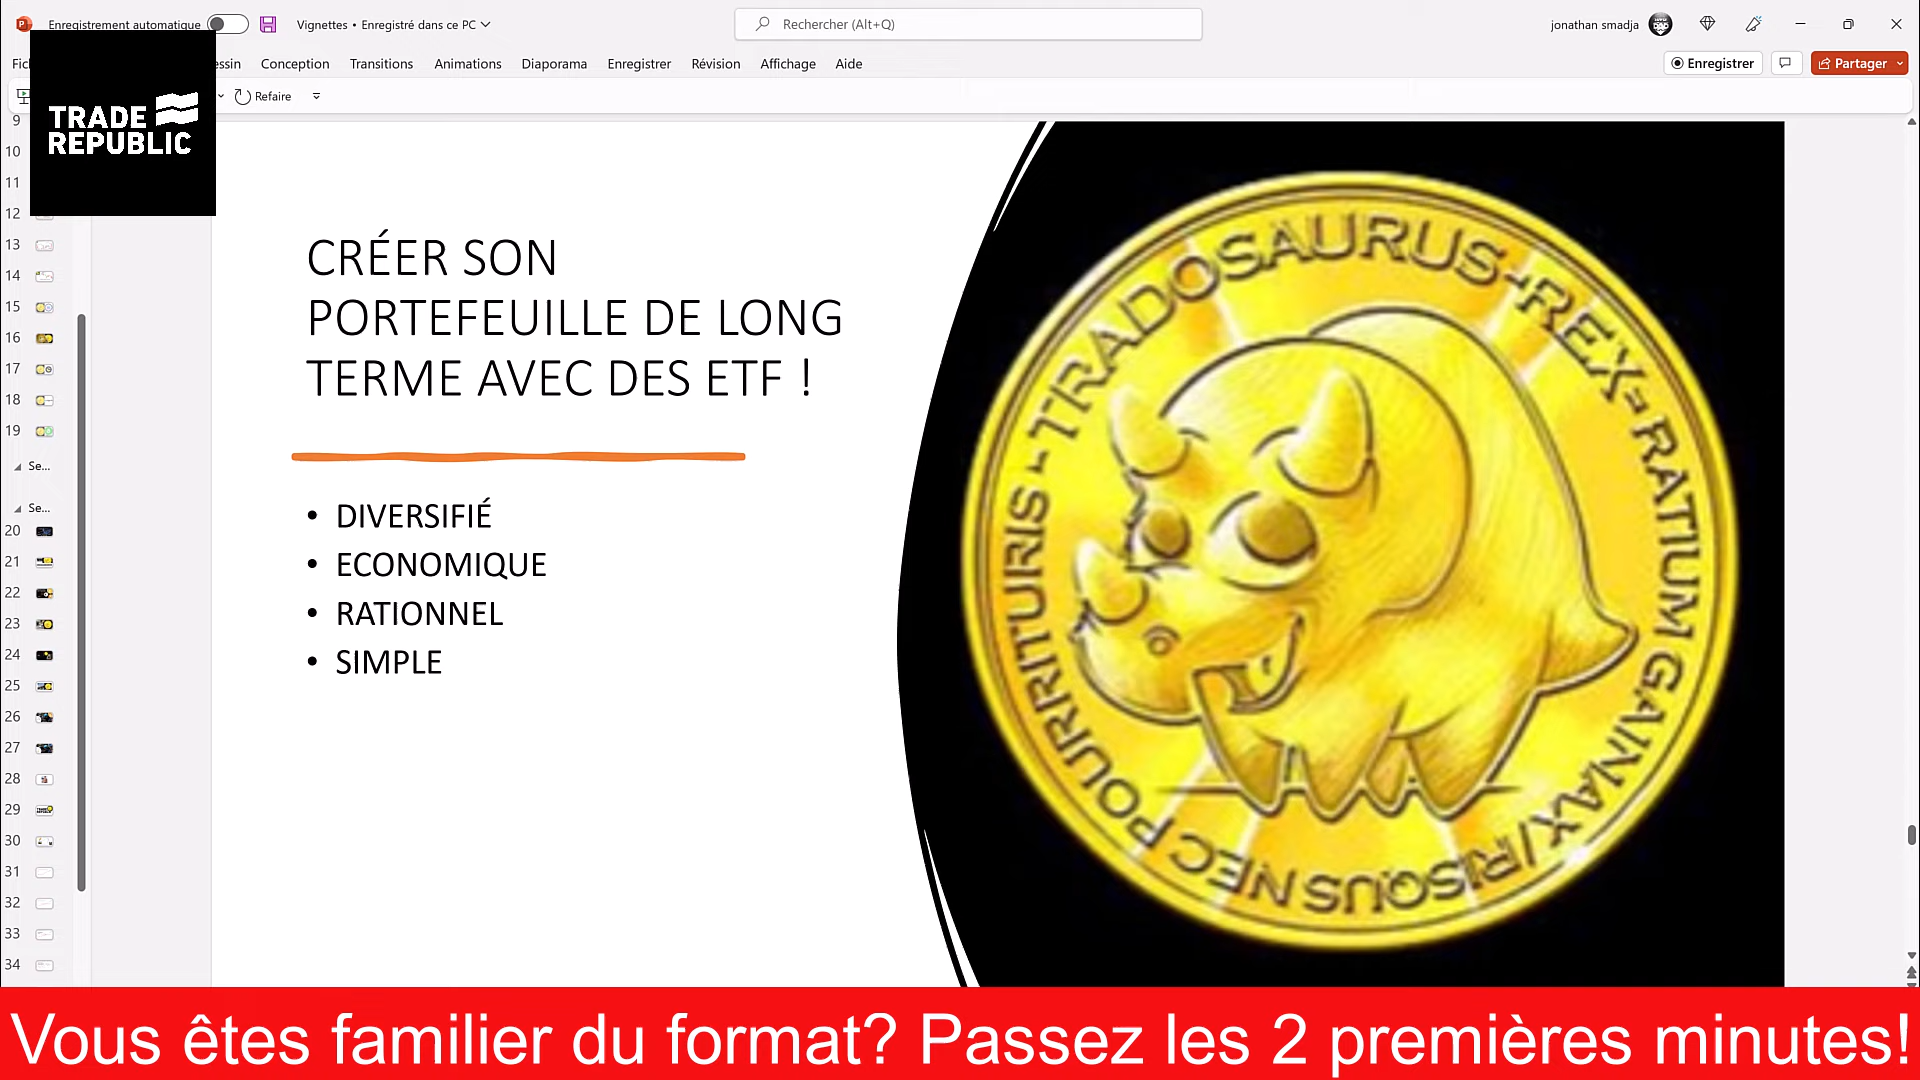 Enregistrement automatique
Vignettes • Enregistré dans ce PC
Rechercher (Alt+Q)
jonathan smadja
Conception
Transitions
Animations
Diaporama
Enregistrer
Révision
Affichage
Aide
Enregistrer
Partager
Refaire
TRADE
REPUBLIC
9
10
11
12
13
14
15
16
17
18
19
Se...
Se...
20
21
22
23
24
25
26
27
28
29
30
31
32
33
34
CRÉER SON
PORTEFEUILLE DE LONG
TERME AVEC DES ETF !
• DIVERSIFIÉ
• ECONOMIQUE
• RATIONNEL
• SIMPLE
TRADOSAURUS-REX-RATIUM GAINAX/RISQUS NEC POURRITURIS-
Vous êtes familier du format? Passez les 2 premières minutes!